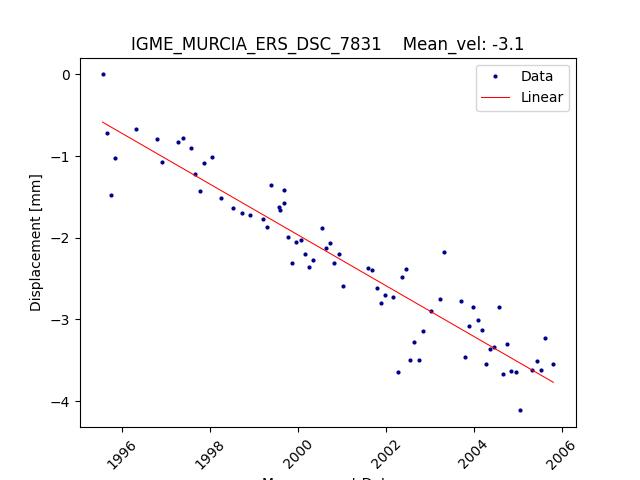 IGME_MURCIA_ERS_DSC_7831    Mean_vel: -3.1
Data
Linear
Displacement [mm]
0
−1
−2
−3
−4
1996
1998
2000
2002
2004
2006